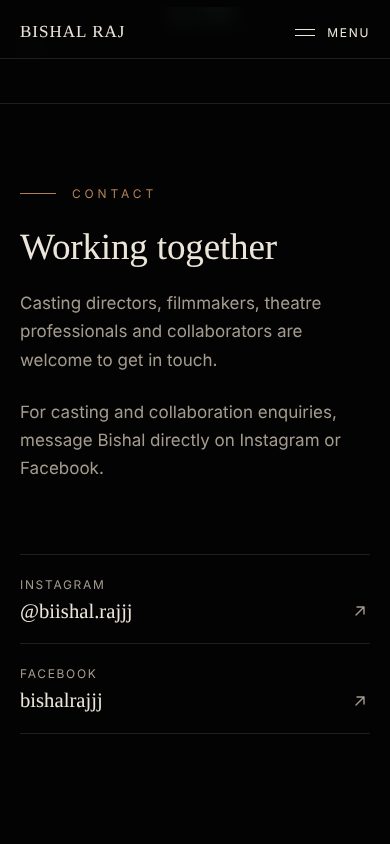 BISHAL RAJ
MENU
CONTACT
Working together
Casting directors, filmmakers, theatre
professionals and collaborators are
welcome to get in touch.
For casting and collaboration enquiries,
message Bishal directly on Instagram or
Facebook.
INSTAGRAM
@biishal.rajjj
FACEBOOK
bishalrajjj